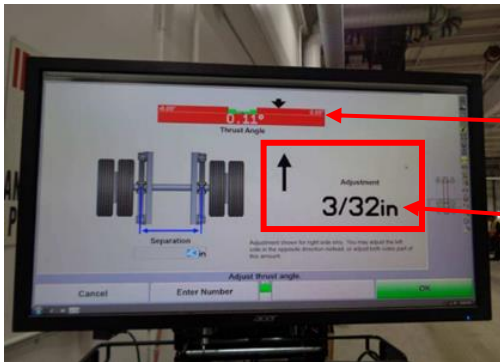 0.11°
Thrust Angle
Adjustment
3/32in
Separation
in
Adjustment shown for right side only. You may adjust the left
side in the opposite direction instead, or adjust both sides part of
this amount.
Adjust thrust angle.
Cancel
Enter Number
OK
acer